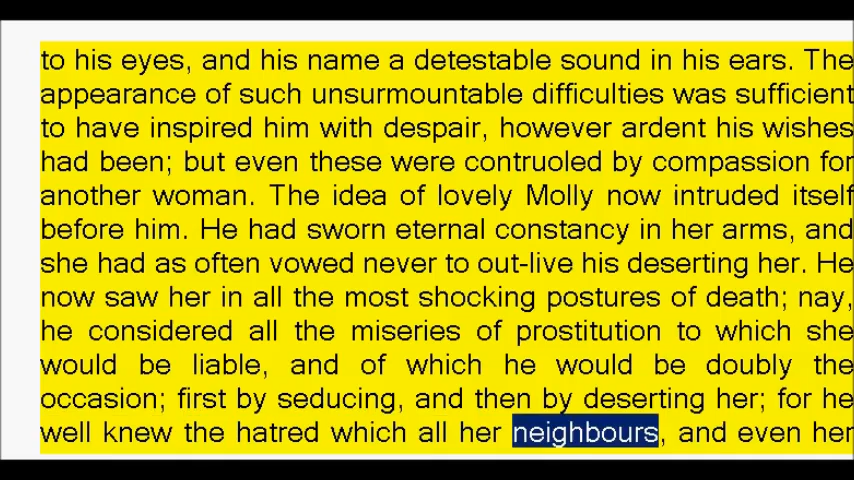 to his eyes, and his name a detestable sound in his ears. The
appearance of such unsurmountable difficulties was sufficient
to have inspired him with despair, however ardent his wishes
had been; but even these were contruoled by compassion for
another woman. The idea of lovely Molly now intruded itself
before him. He had sworn eternal constancy in her arms, and
she had as often vowed never to out-live his deserting her. He
now saw her in all the most shocking postures of death; nay,
he considered all the miseries of prostitution to which she
would be liable, and of which he would be doubly the
occasion; first by seducing, and then by deserting her; for he
well knew the hatred which all her neighbours, and even her